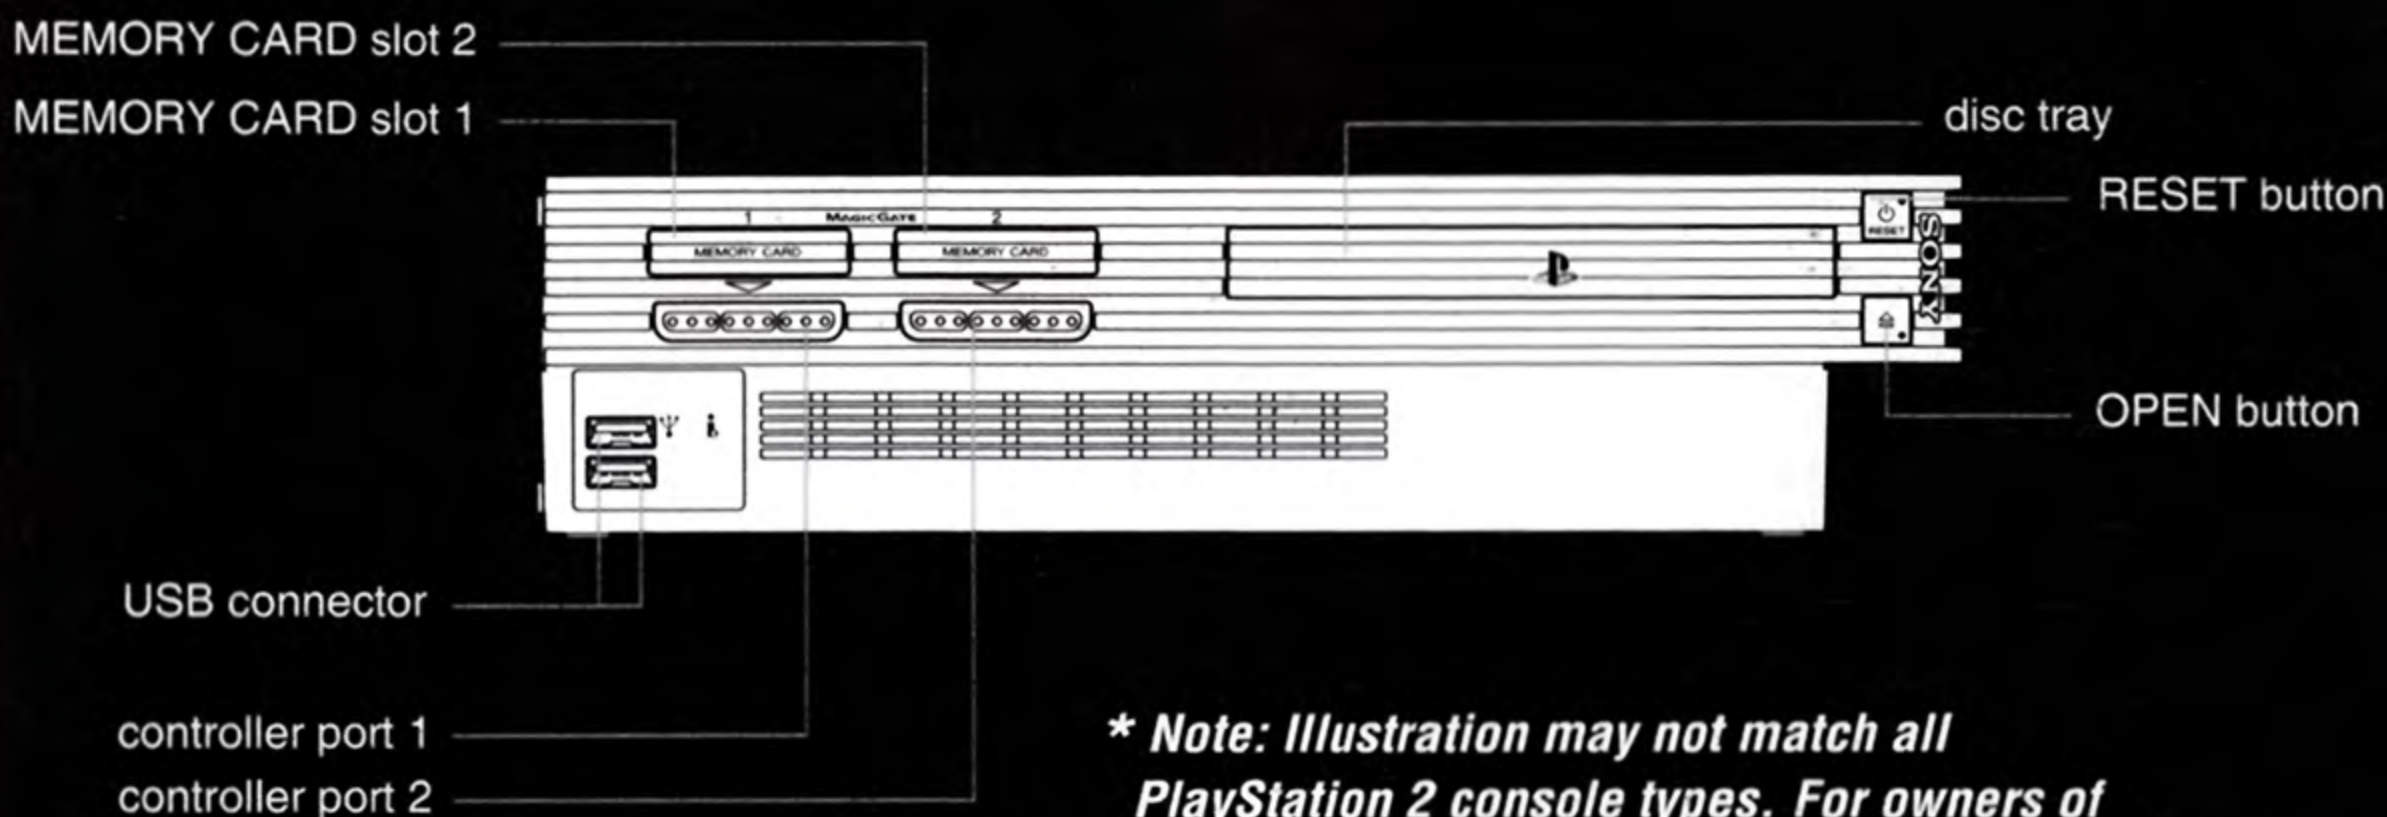 MEMORY CARD slot 2
MEMORY CARD slot 1
disc tray
RESET button
1
MAGICGATE
2
MEMORY CARD
MEMORY CARD
RESET
SONY
OPEN button
USB connector
controller port 1
controller port 2
* Note: Illustration may not match all
PlayStation 2 console types. For owners of